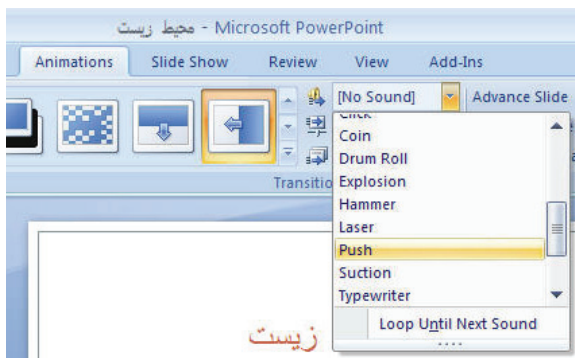 محیط زیست - Microsoft PowerPoint
Animations Slide Show Review View Add-Ins
[No Sound] Advance Slide
Click
Coin
Drum Roll
Explosion
Hammer
Laser
Push
Suction
Typewriter
Loop Until Next Sound
زیست